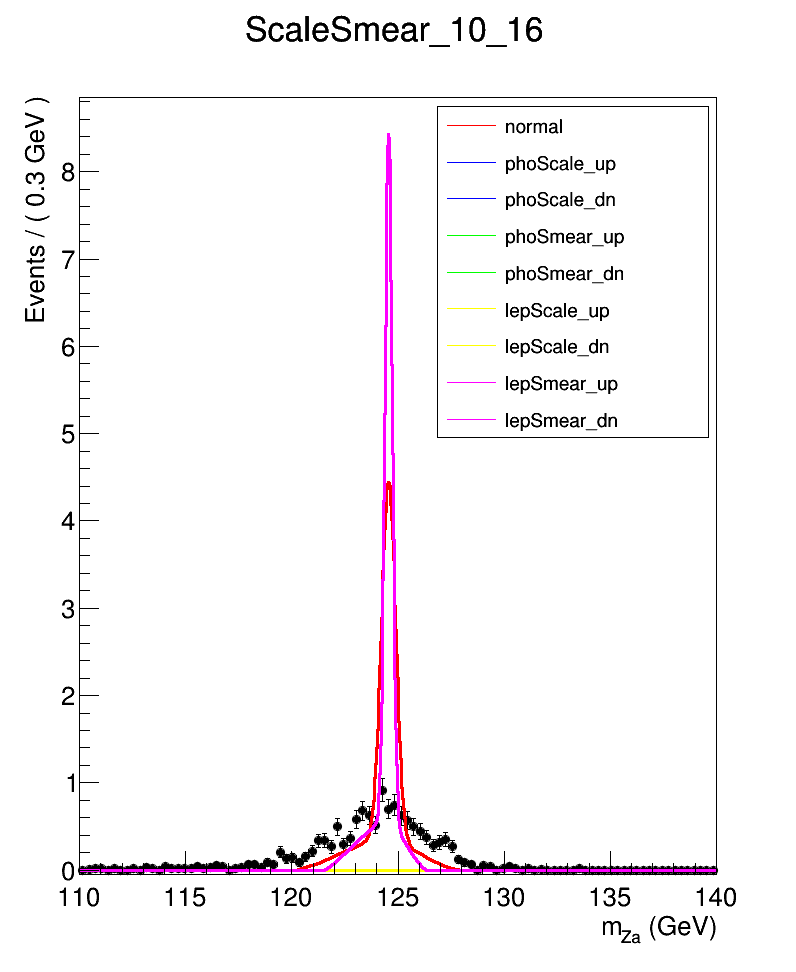 ScaleSmear_10_16
Events / ( 0.3 GeV )
8
7
6
5
4
3
2
1
0
normal
phoScale_up
phoScale_dn
phoSmear_up
phoSmear_dn
lepScale_up
lepScale_dn
lepSmear_up
lepSmear_dn
110 115 120 125 130 135 140
m_Za (GeV)